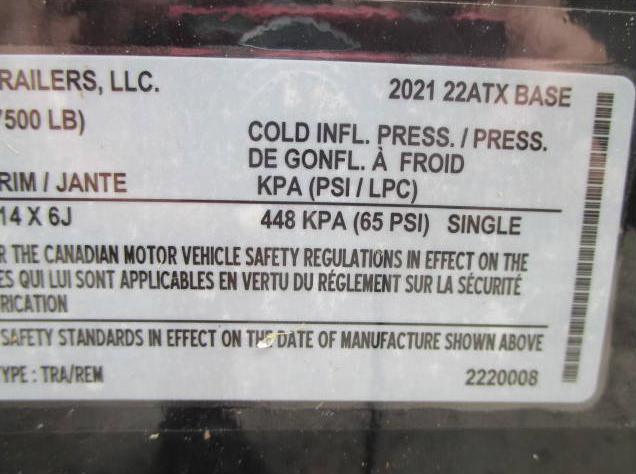 RAILERS, LLC. 2021 22ATX BASE
7500 LB)
COLD INFL. PRESS. / PRESS.
DE GONFL. À FROID
RIM / JANTE KPA (PSI / LPC)
14 X 6J 448 KPA (65 PSI) SINGLE
R THE CANADIAN MOTOR VEHICLE SAFETY REGULATIONS IN EFFECT ON THE
ES QUI LUI SONT APPLICABLES EN VERTU DU RÉGLEMENT SUR LA SÉCURITÉ
RICATION
SAFETY STANDARDS IN EFFECT ON THE DATE OF MANUFACTURE SHOWN ABOVE
YPE : TRA/REM 2220008